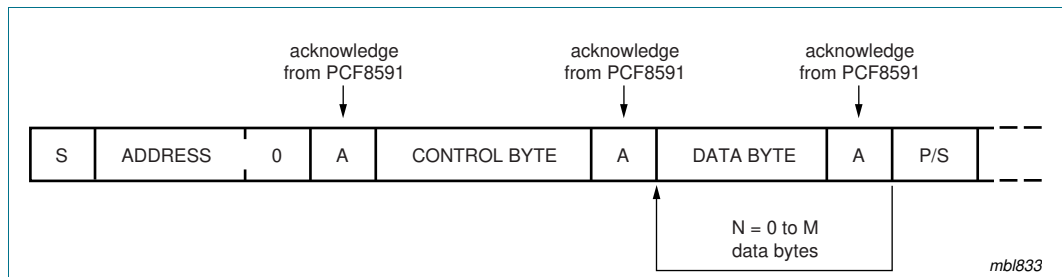 acknowledge
from PCF8591
acknowledge
from PCF8591
acknowledge
from PCF8591
S ADDRESS 0 A CONTROL BYTE A DATA BYTE A P/S
N = 0 to M
data bytes
mbl833